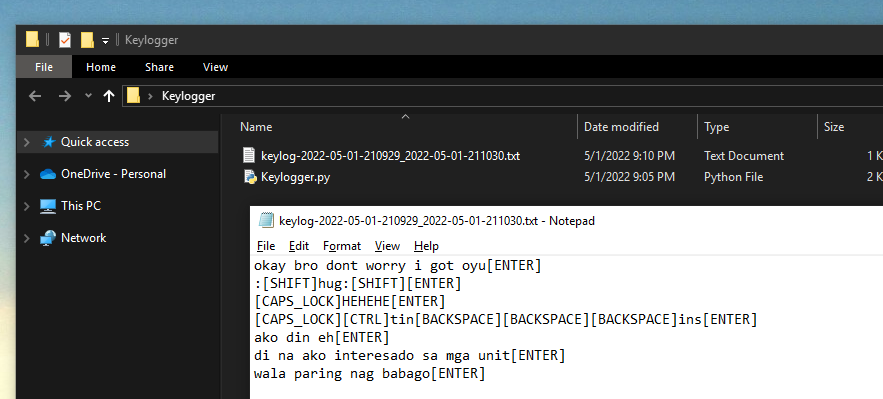 Keylogger
File Home Share View
Keylogger
Name Date modified Type Size
Quick access
keylog-2022-05-01-210929_2022-05-01-211030.txt 5/1/2022 9:10 PM Text Document 1 K
OneDrive - Personal
Keylogger.py 5/1/2022 9:05 PM Python File 2 K
This PC
Network
keylog-2022-05-01-210929_2022-05-01-211030.txt - Notepad
File Edit Format View Help
okay bro dont worry i got oyu[ENTER]
:[SHIFT]hug:[SHIFT][ENTER]
[CAPS_LOCK]HEHEHE[ENTER]
[CAPS_LOCK][CTRL]tin[BACKSPACE][BACKSPACE][BACKSPACE]ins[ENTER]
ako din eh[ENTER]
di na ako interesado sa mga unit[ENTER]
wala paring nag babago[ENTER]